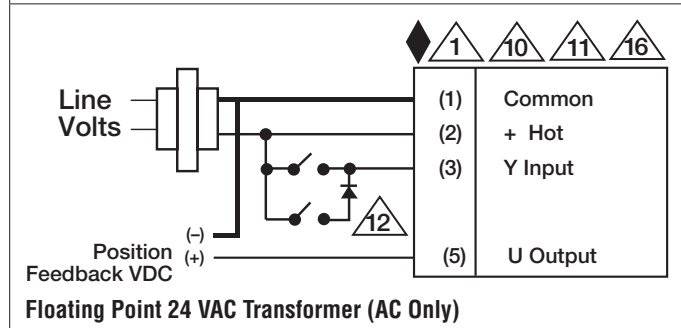 1 10 11 16
Line
Volts
(1) Common
(2) + Hot
(3) Y Input
12
(–)
Position (+)
Feedback VDC
(5) U Output
Floating Point 24 VAC Transformer (AC Only)